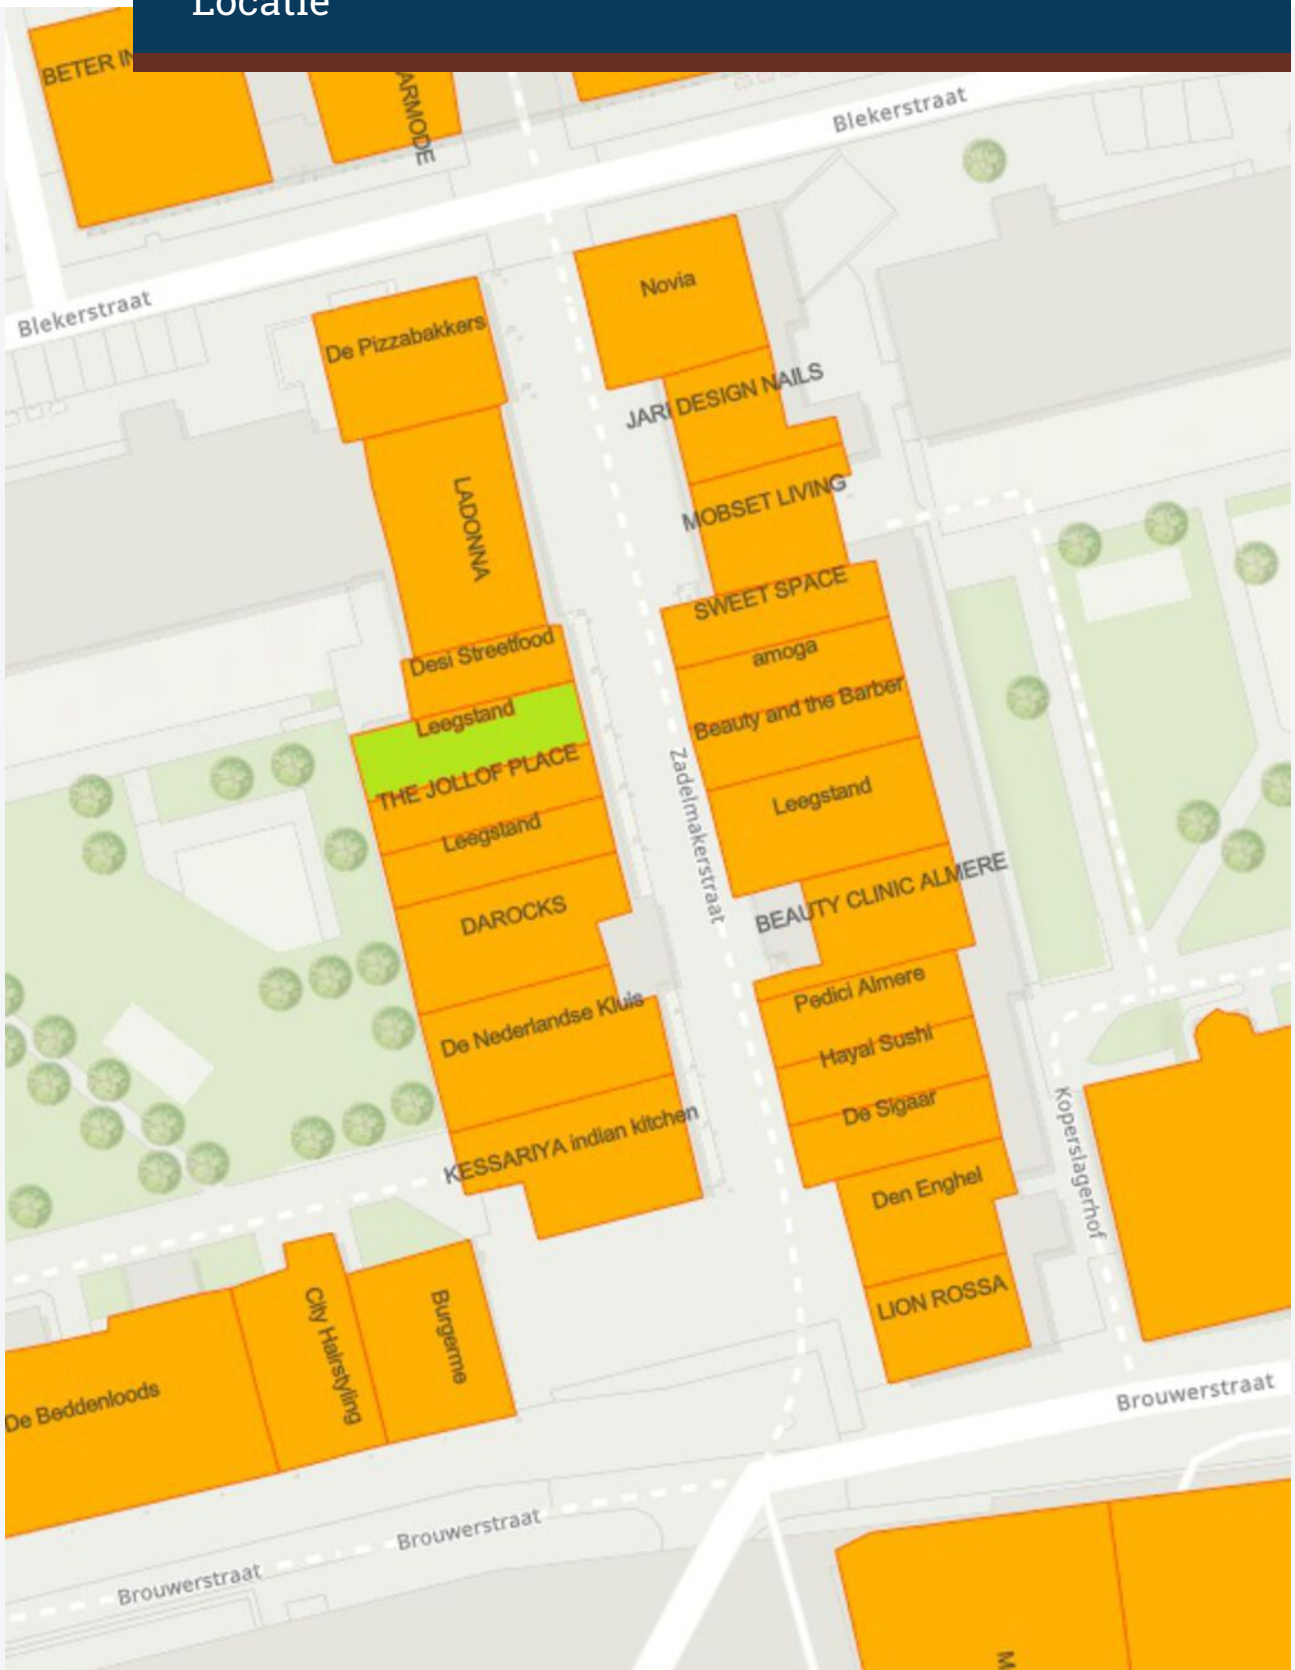 Locatie
BETER IN
ARMODE
Blekerstraat
Blekerstraat
Novia
De Pizzabakkers
JARI DESIGN NAILS
LADONNA
MOBSET LIVING
SWEET SPACE
Desi Streetfood
amoga
Beauty and the Barber
Leegstand
THE JOLLOF PLACE
Zadelmakerstraat
Leegstand
Leegstand
DAROCKS
BEAUTY CLINIC ALMERE
Pedici Almere
De Nederlandse Kluis
Hayal Sushi
De Sigaar
KESSARIYA indian kitchen
Koperslagerhof
Den Enghel
LION ROSSA
City Hairstyling
Burgerme
De Beddenloods
Brouwerstraat
Brouwerstraat
Brouwerstraat
M